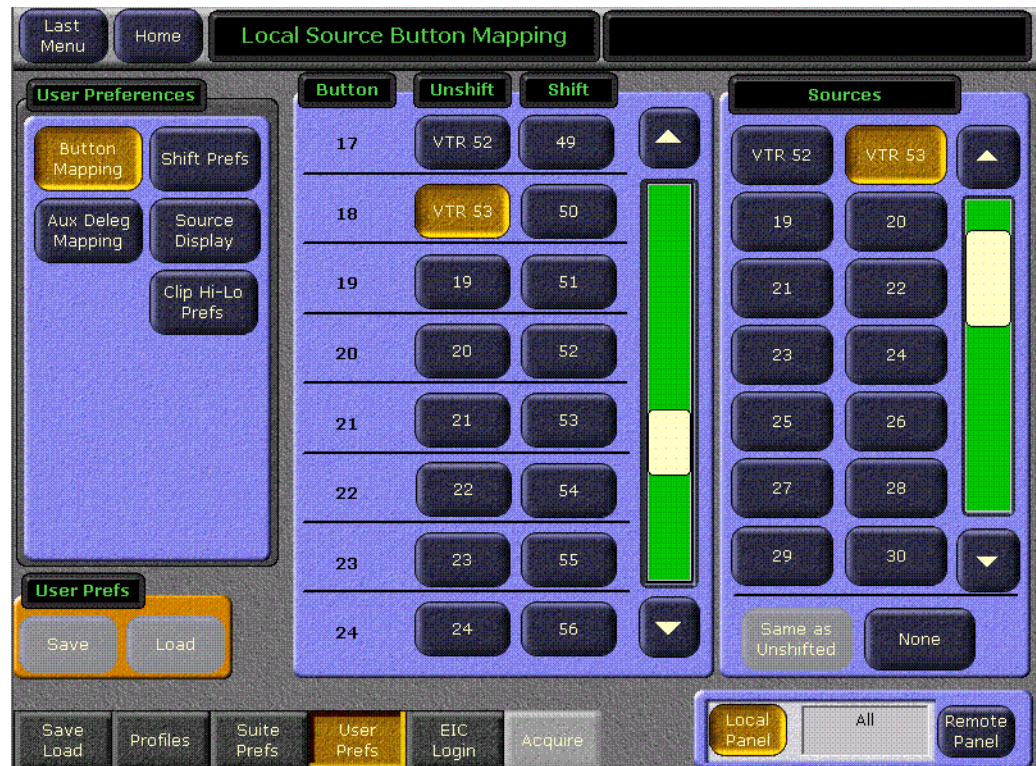 Last
Menu
Home
Local Source Button Mapping
User Preferences
Button
Mapping
Shift Prefs
Aux Deleg
Mapping
Source
Display
Clip Hi-Lo
Prefs
User Prefs
Save
Load
Button Unshift Shift
17 VTR 52 49
18 VTR 53 50
19 19 51
20 20 52
21 21 53
22 22 54
23 23 55
24 24 56
Sources
VTR 52 VTR 53
19 20
21 22
23 24
25 26
27 28
29 30
Same as
Unshifted
None
Save
Load
Profiles
Suite
Prefs
User
Prefs
EIC
Login
Acquire
Local
Panel
All
Remote
Panel